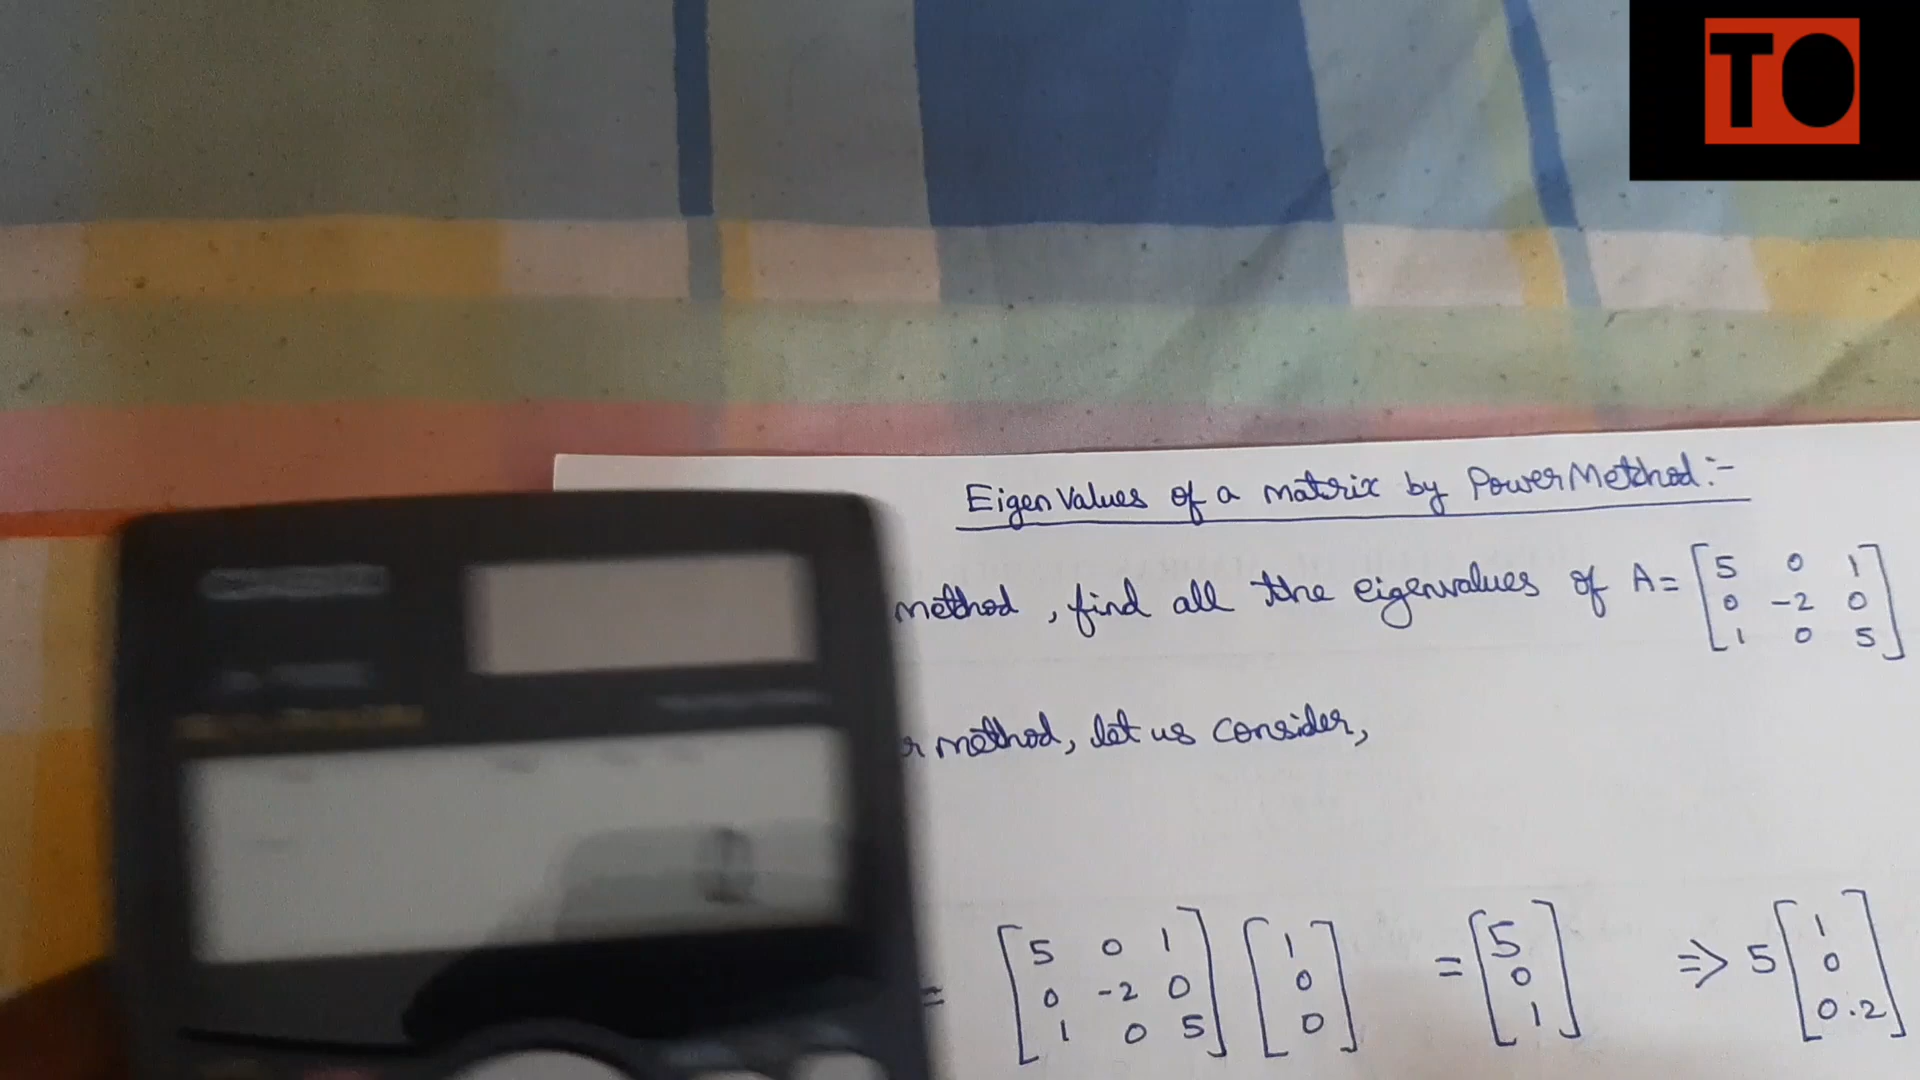 TO
Eigen Values of a matrix by Power Method:-
method, find all the eigenvalues of A = [5 0 1
0 -2 0
1 0 5]
method, let us consider,
= [5 0 1
0 -2 0
1 0 5] [1
0
0] = [5
0
1] ⇒ 5 [1
0
0.2]